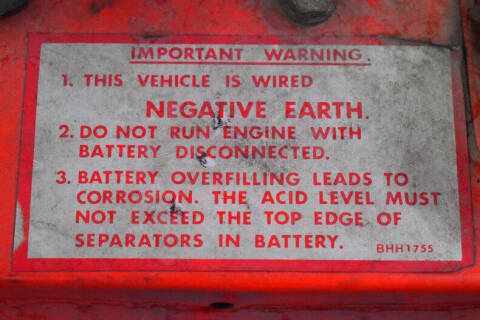 IMPORTANT WARNING.
1. THIS VEHICLE IS WIRED
NEGATIVE EARTH.
2. DO NOT RUN ENGINE WITH
BATTERY DISCONNECTED.
3. BATTERY OVERFILLING LEADS TO
CORROSION. THE ACID LEVEL MUST
NOT EXCEED THE TOP EDGE OF
SEPARATORS IN BATTERY.
BHH1755